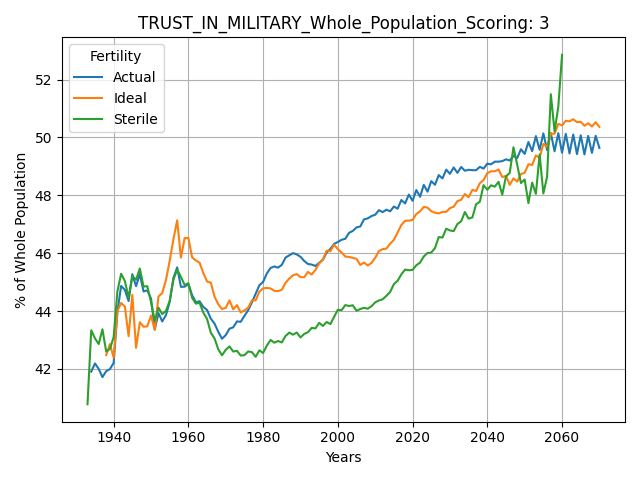 TRUST_IN_MILITARY_Whole_Population_Scoring: 3
Fertility
Actual
Ideal
Sterile
% of Whole Population
52
50
48
46
44
42
1940
1960
1980
2000
2020
2040
2060
Years